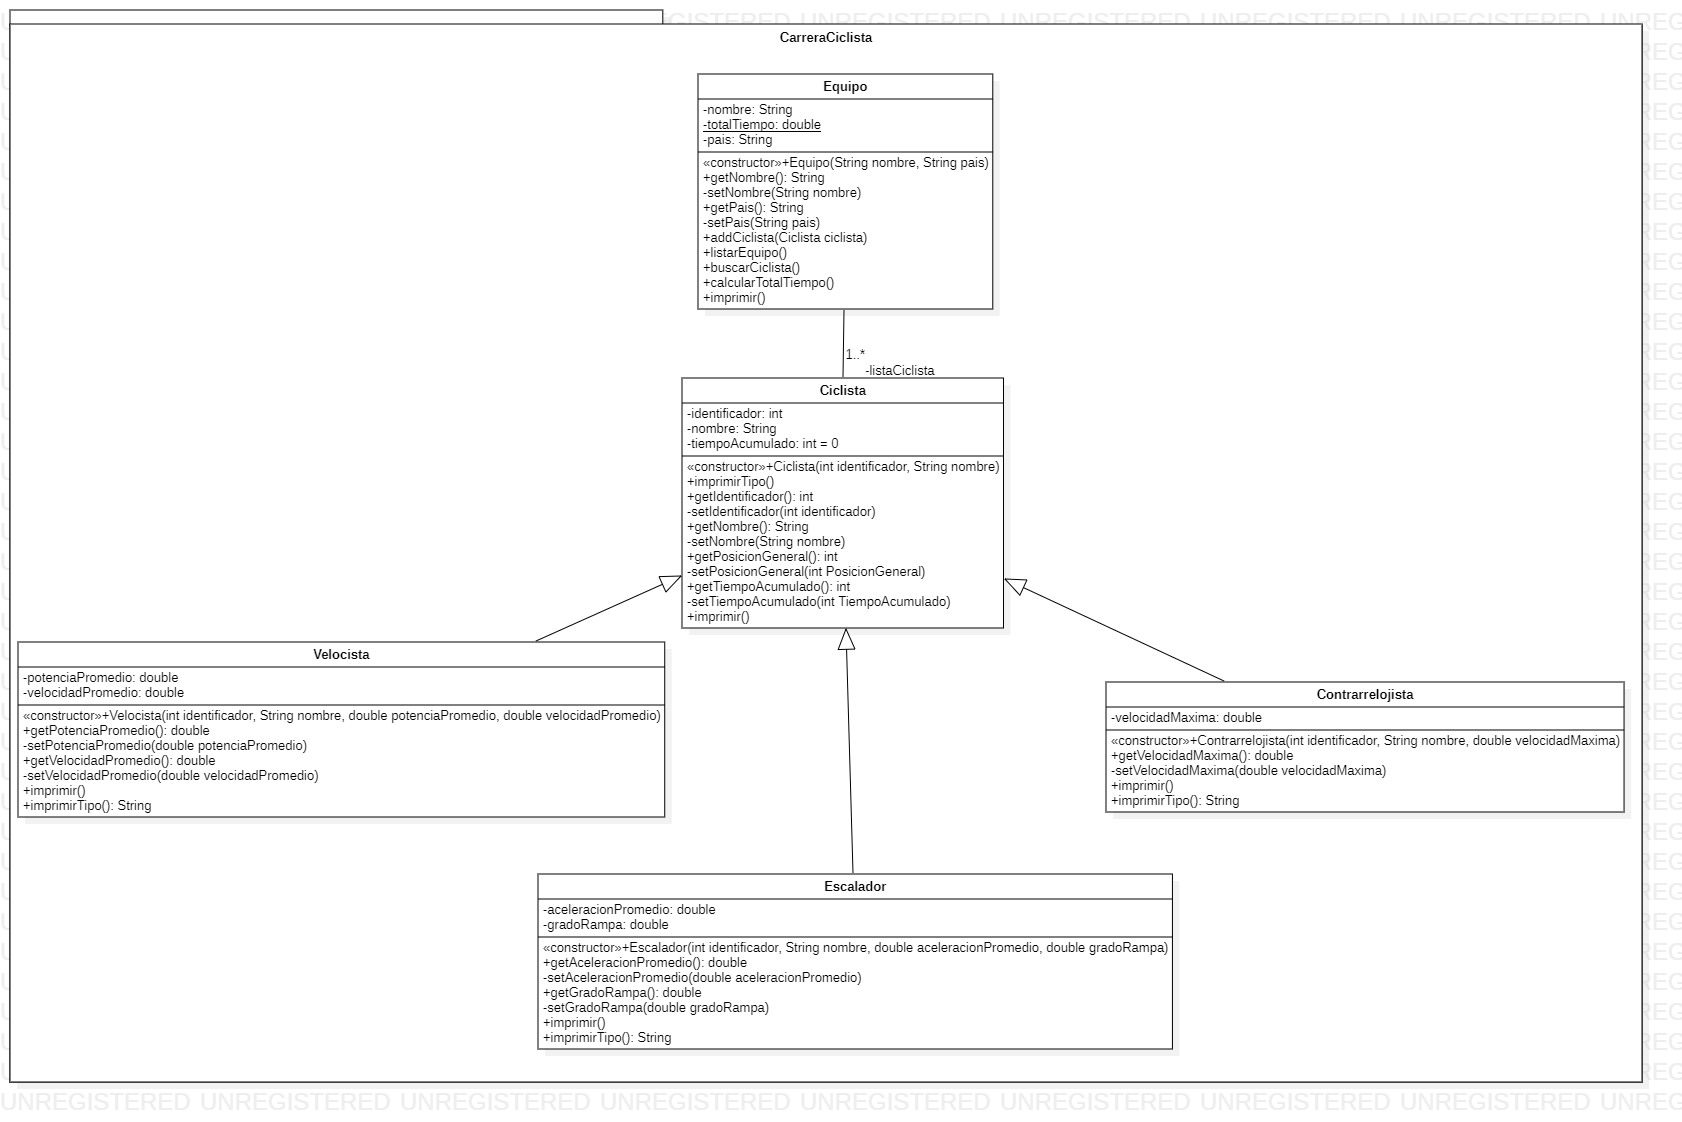 CarreraCiclista
Equipo
-nombre: String
-totalTiempo: double
-pais: String
«constructor»+Equipo(String nombre, String pais)
+getNombre(): String
-setNombre(String nombre)
+getPais(): String
-setPais(String pais)
+addCiclista(Ciclista ciclista)
+listarEquipo()
+buscarCiclista()
+calcularTotalTiempo()
+imprimir()
1..*
-listaCiclista
Ciclista
-identificador: int
-nombre: String
-tiempoAcumulado: int = 0
«constructor»+Ciclista(int identificador, String nombre)
+imprimirTipo()
+getIdentificador(): int
-setIdentificador(int identificador)
+getNombre(): String
-setNombre(String nombre)
+getPosicionGeneral(): int
-setPosicionGeneral(int PosicionGeneral)
+getTiempoAcumulado(): int
-setTiempoAcumulado(int TiempoAcumulado)
+imprimir()
Velocista
-potenciaPromedio: double
-velocidadPromedio: double
«constructor»+Velocista(int identificador, String nombre, double potenciaPromedio, double velocidadPromedio)
+getPotenciaPromedio(): double
-setPotenciaPromedio(double potenciaPromedio)
+getVelocidadPromedio(): double
-setVelocidadPromedio(double velocidadPromedio)
+imprimir()
+imprimirTipo(): String
Contrarrelojista
-velocidadMaxima: double
«constructor»+Contrarrelojista(int identificador, String nombre, double velocidadMaxima)
+getVelocidadMaxima(): double
-setVelocidadMaxima(double velocidadMaxima)
+imprimir()
+imprimirTipo(): String
Escalador
-aceleracionPromedio: double
-gradoRampa: double
«constructor»+Escalador(int identificador, String nombre, double aceleracionPromedio, double gradoRampa)
+getAceleracionPromedio(): double
-setAceleracionPromedio(double aceleracionPromedio)
+getGradoRampa(): double
-setGradoRampa(double gradoRampa)
+imprimir()
+imprimirTipo(): String
UNREGISTERED UNREGISTERED UNREGISTERED UNREGISTERED UNREGISTERED UNREGISTERED UNREGISTERED UNREGISTERED